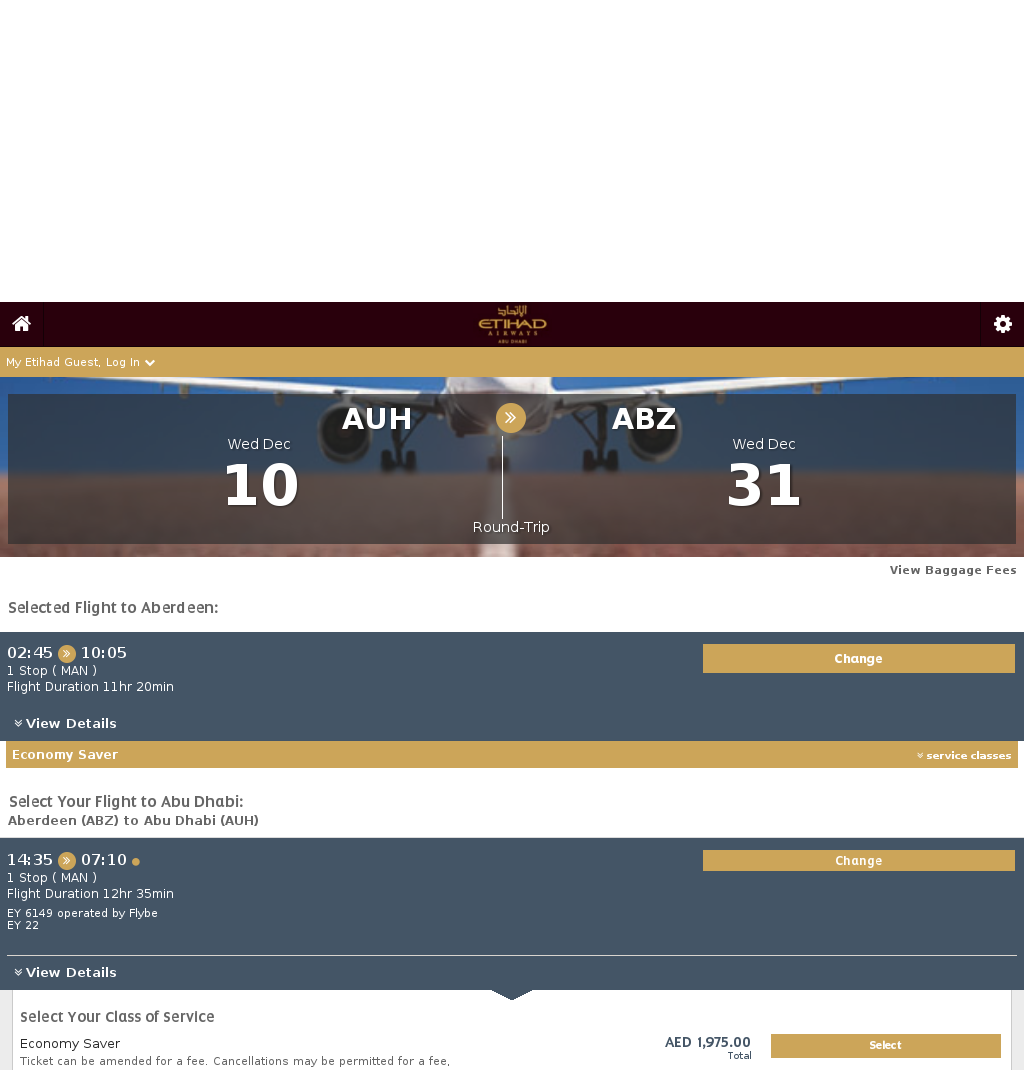 الإتحاد
ETIHAD
AIRWAYS
ABU DHABI
My Etihad Guest, Log In
AUH
ABZ
Wed Dec
Wed Dec
10
31
Round-Trip
View Baggage Fees
Selected Flight to Aberdeen:
02:45 10:05
Change
1 Stop ( MAN )
Flight Duration 11hr 20min
View Details
Economy Saver
service classes
Select Your Flight to Abu Dhabi:
Aberdeen (ABZ) to Abu Dhabi (AUH)
14:35 07:10
Change
1 Stop ( MAN )
Flight Duration 12hr 35min
EY 6149 operated by Flybe
EY 22
View Details
Select Your Class of Service
Economy Saver
AED 1,975.00
Select
Total
Ticket can be amended for a fee. Cancellations may be permitted for a fee,